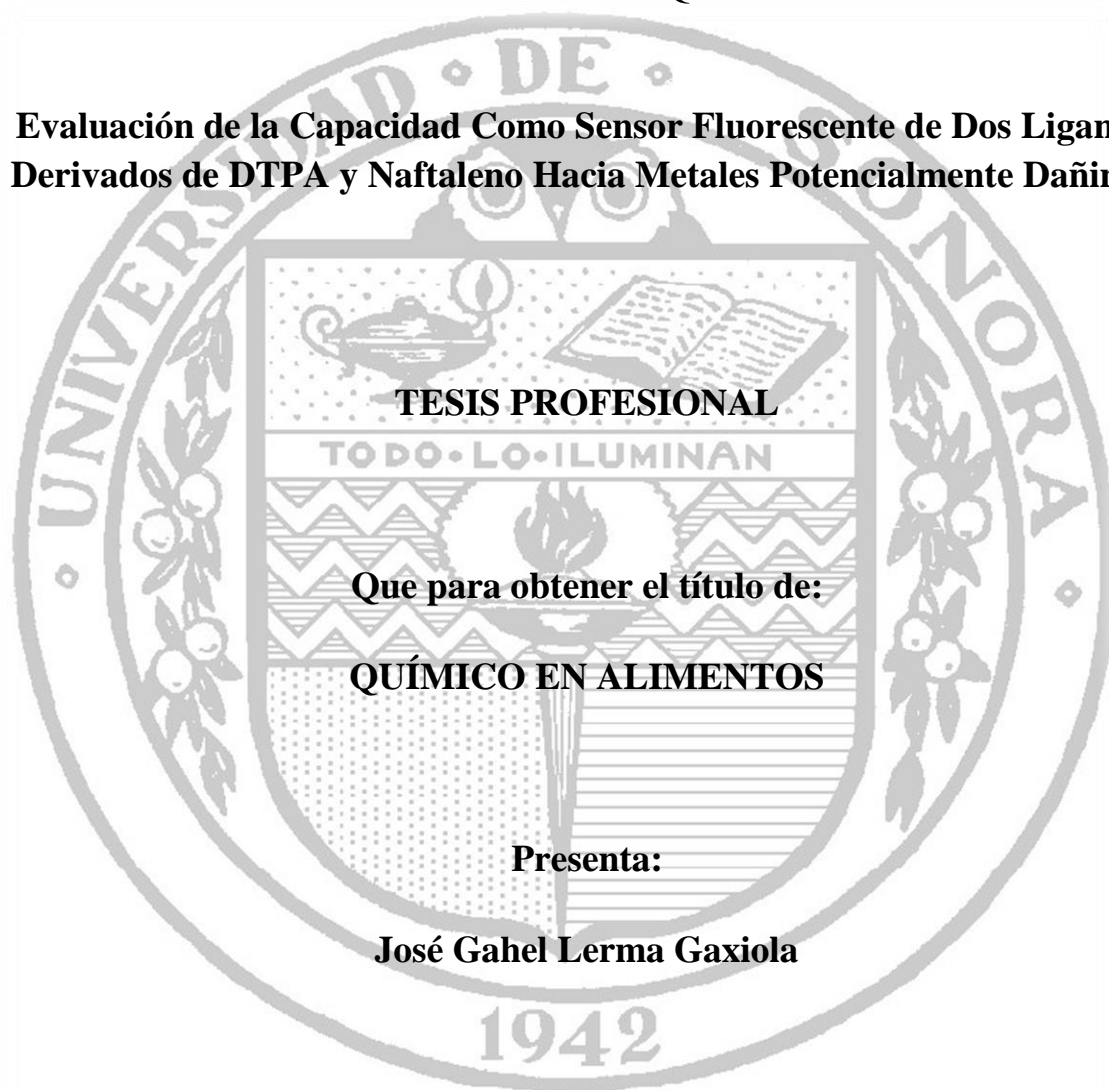 Evaluación de la Capacidad Como Sensor Fluorescente de Dos Ligan
Derivados de DTPA y Naftaleno Hacia Metales Potencialmente Dañin
TESIS PROFESIONAL
TODO·LO·ILUMINAN
Que para obtener el título de:
QUÍMICO EN ALIMENTOS
Presenta:
José Gahel Lerma Gaxiola
UNIVERSIDAD · DE · SONORA
1942